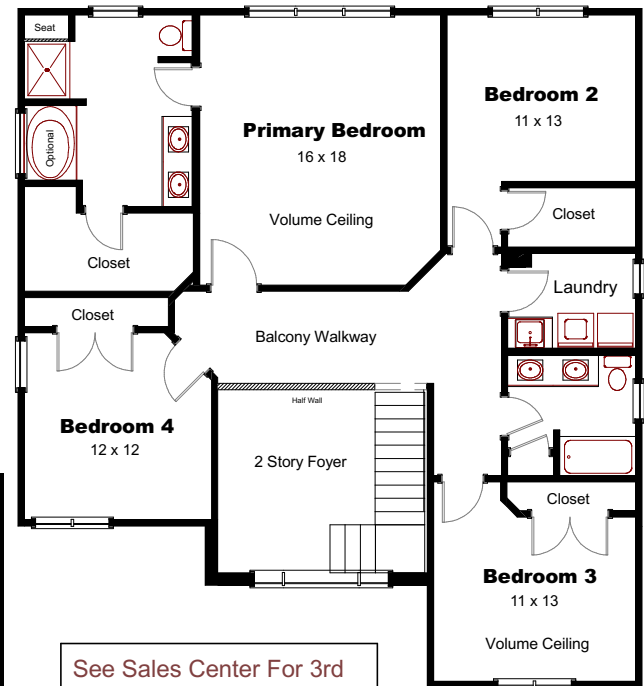 Seat
Optional
Closet
Primary Bedroom
16 x 18
Volume Ceiling
Bedroom 2
11 x 13
Closet
Laundry
Closet
Balcony Walkway
Half Wall
Bedroom 4
12 x 12
2 Story Foyer
Closet
Bedroom 3
11 x 13
Volume Ceiling
See Sales Center For 3rd